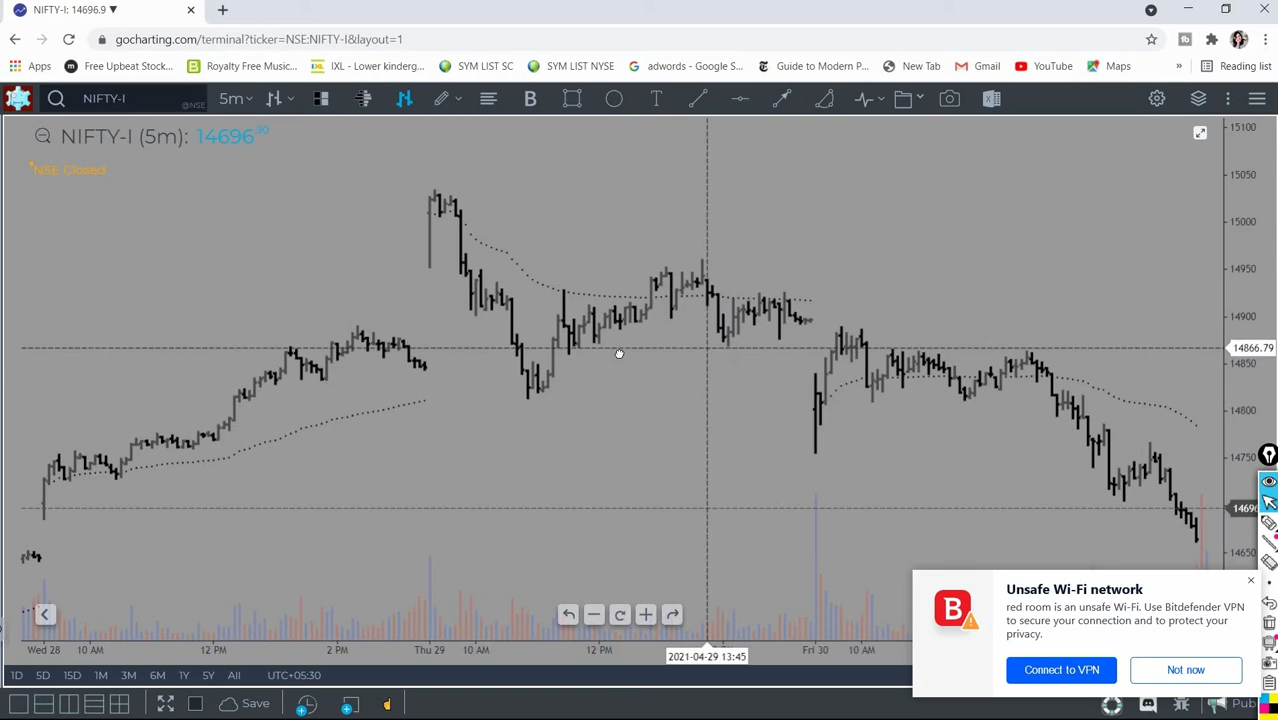 NIFTY-I: 14696.9 ▼
gocharting.com/terminal?ticker=NSE:NIFTY-I&layout=1
Apps
Free Upbeat Stock...
Royalty Free Music...
IXL - Lower kinderg...
SYM LIST SC
SYM LIST NYSE
adwords - Google S...
Guide to Modern P...
New Tab
Gmail
YouTube
Maps
»
Reading list
NIFTY-I
@NSE
5m
B
T
NIFTY-I (5m): 14696.90
NSE Closed
15100
15050
15000
14950
14900
14866.79
14850
14800
14750
14696
14650
Unsafe Wi-Fi network
red room is an unsafe Wi-Fi. Use Bitdefender VPN
to secure your connection and to protect your
privacy.
Connect to VPN
Not now
Wed 28
10 AM
12 PM
2 PM
Thu 29
10 AM
12 PM
2021-04-29 13:45
Fri 30
10 AM
1D
5D
15D
1M
3M
6M
1Y
5Y
All
UTC+05:30
Save
Pub